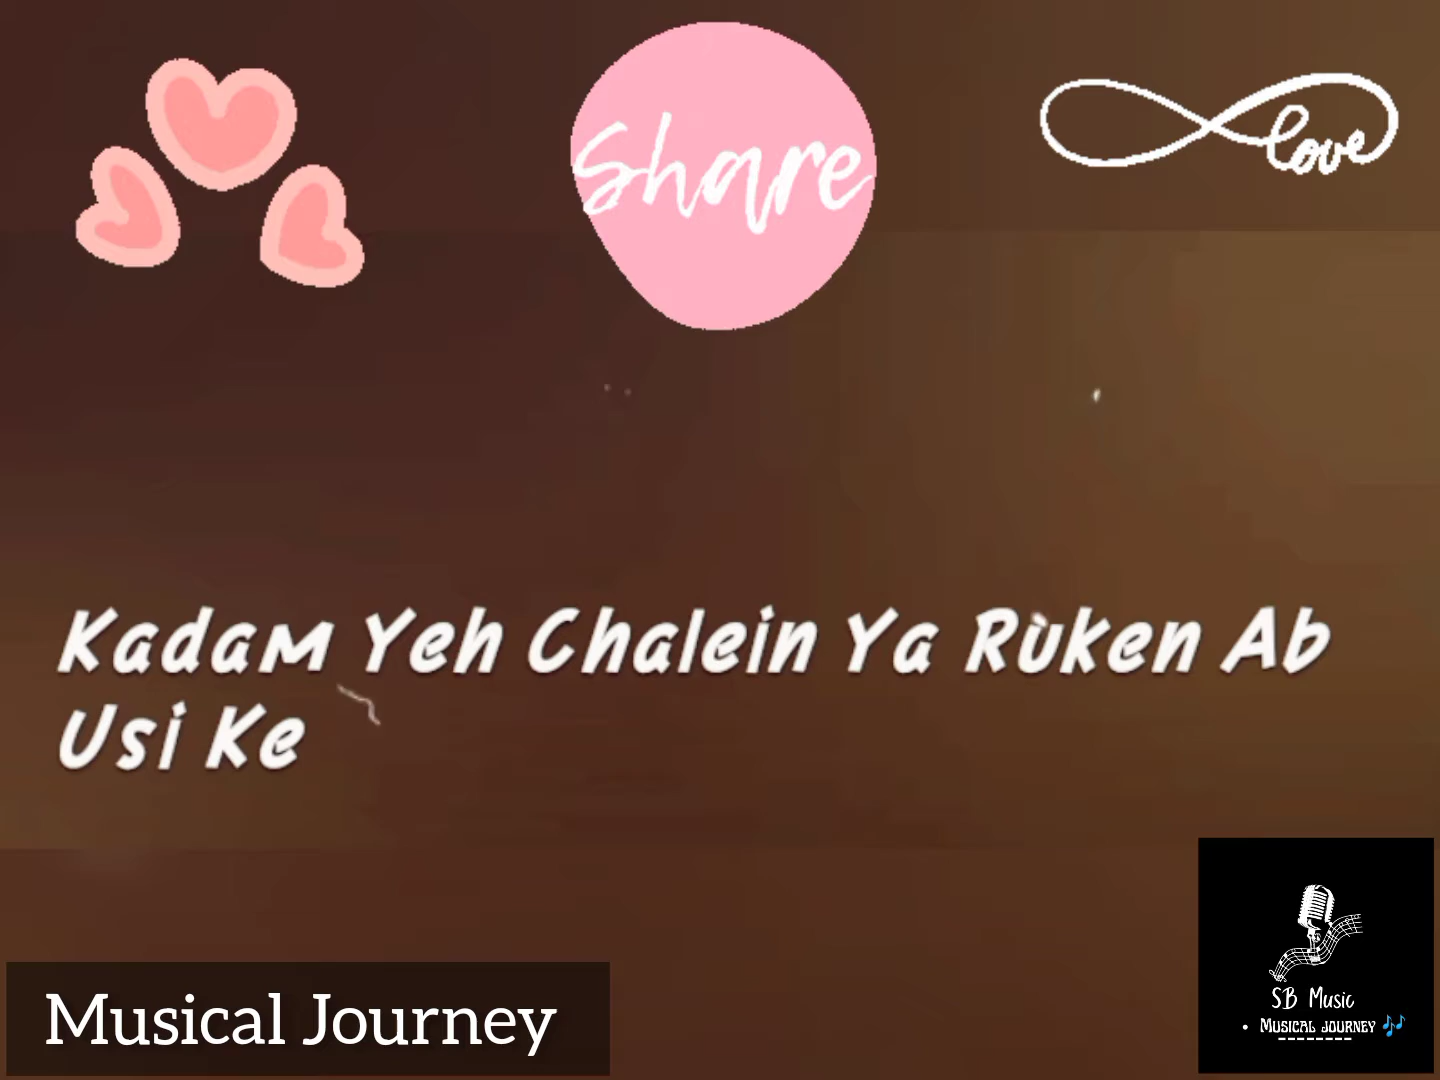 Share
love
Kadam Yeh Chalein Ya Ruken Ab
Usi Ke
Musical Journey
SB Music
• Musical Journey 🎶